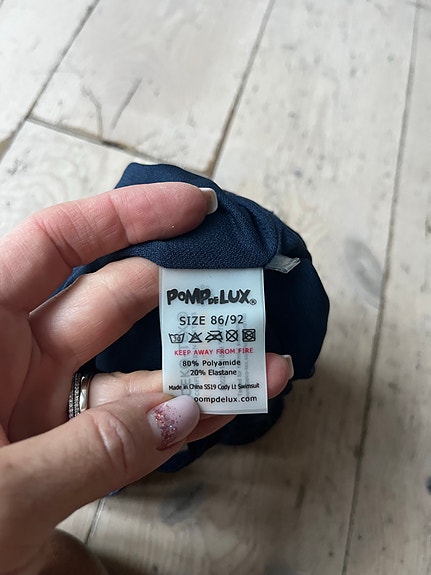 PomPDELUX®
SIZE 86/92
KEEP AWAY FROM FIRE
80% Polyamide
20% Elastane
Made in China SS19 Cody Lt Swimsuit
pompdelux.com